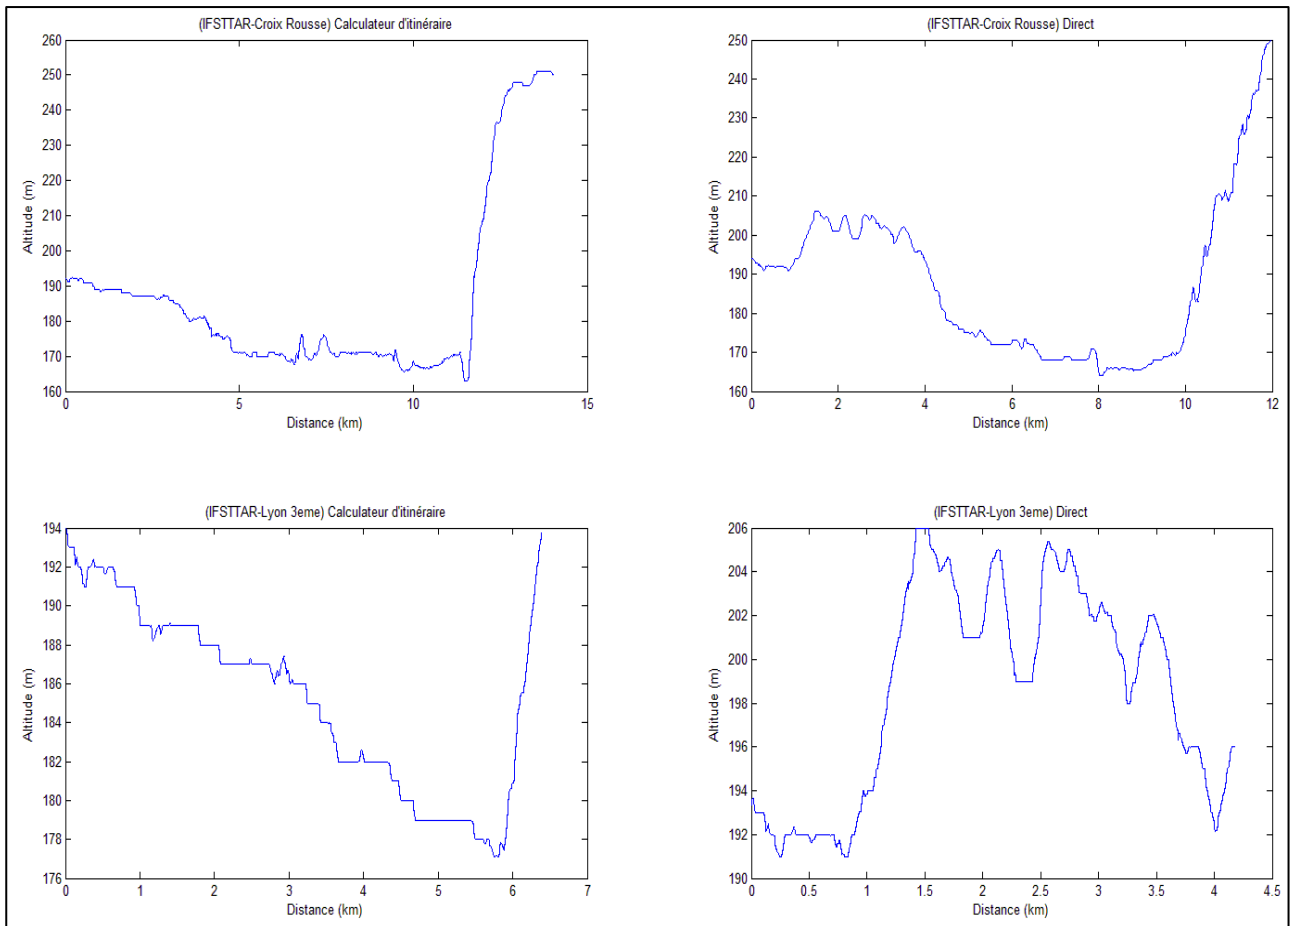 (IFSTTAR-Croix Rousse) Calculateur d'itinéraire
260
250
240
230
220
210
200
190
180
170
160
Altitude (m)
0 5 10 15
Distance (km)
(IFSTTAR-Croix Rousse) Direct
250
240
230
220
210
200
190
180
170
160
Altitude (m)
0 2 4 6 8 10 12
Distance (km)
(IFSTTAR-Lyon 3eme) Calculateur d'itinéraire
194
192
190
188
186
184
182
180
178
176
Altitude (m)
0 1 2 3 4 5 6 7
Distance (km)
(IFSTTAR-Lyon 3eme) Direct
206
204
202
200
198
196
194
192
190
Altitude (m)
0 0.5 1 1.5 2 2.5 3 3.5 4 4.5
Distance (km)